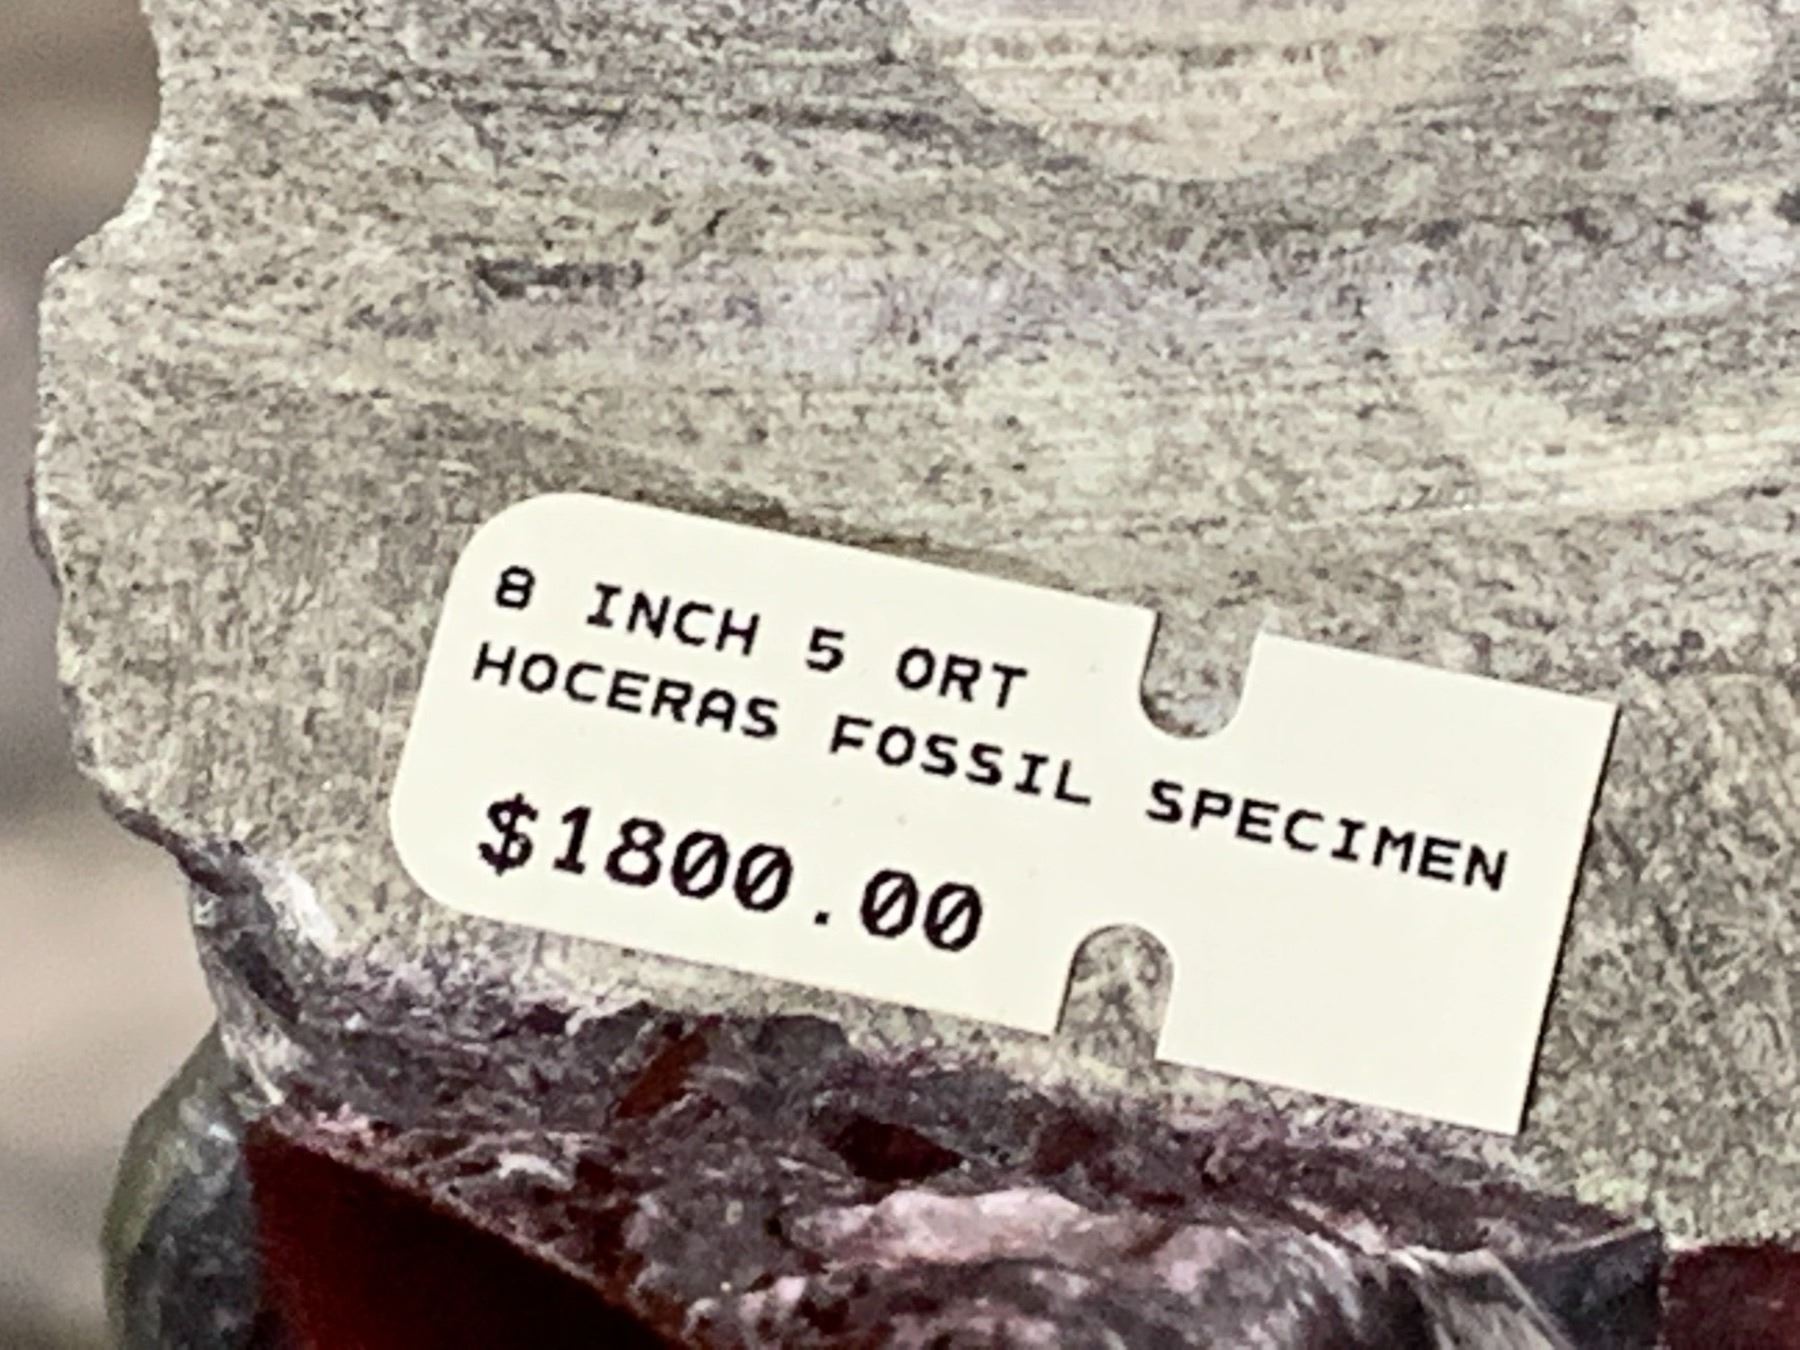 8 INCH 5 ORT
HOCERAS FOSSIL SPECIMEN
$1800.00